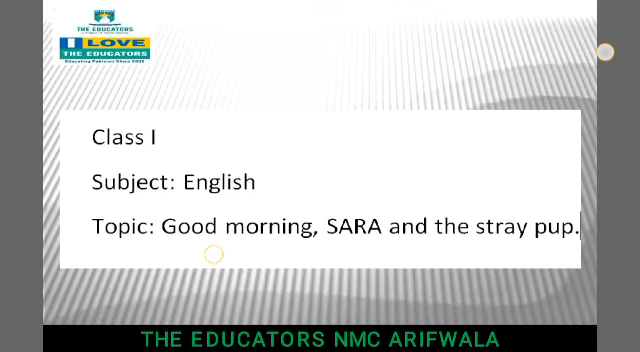 THE EDUCATORS
I LOVE
THE EDUCATORS
Educating Pakistan Since 2002
Class I
Subject: English
Topic: Good morning, SARA and the stray pup.
THE EDUCATORS NMC ARIFWALA